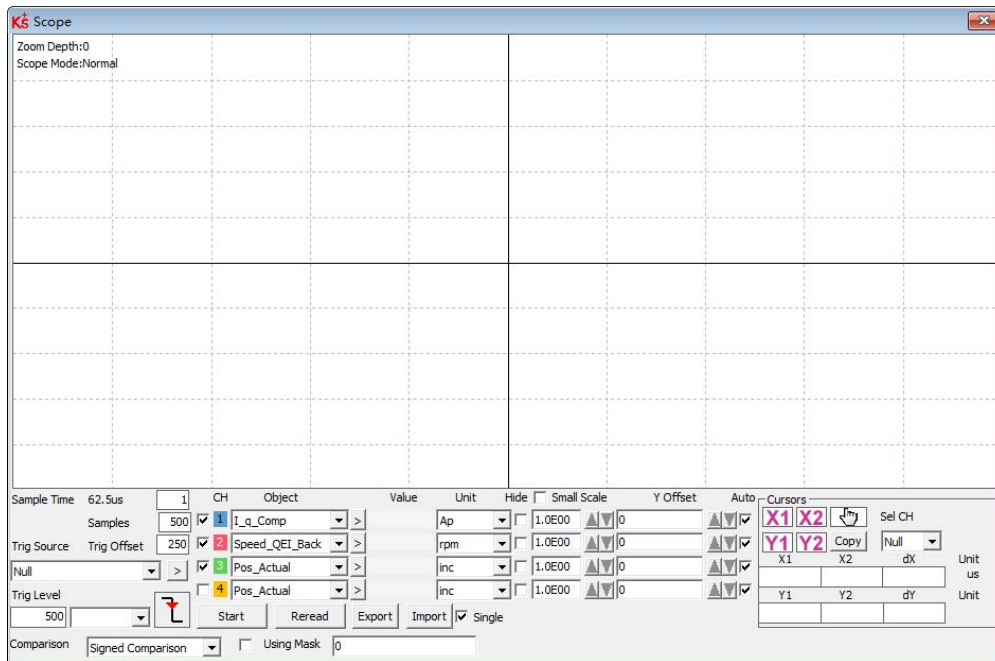 K+S Scope
Zoom Depth:0
Scope Mode:Normal
Sample Time 62.5us 1 CH Object Value Unit Hide Small Scale Y Offset Auto Cursors
Samples 500 1 I_q_Comp > Ap 1.0E00 0 X1 X2 Sel CH
Trig Source Trig Offset 250 2 Speed_QEI_Back > rpm 1.0E00 0 Y1 Y2 Copy Null
Null > 3 Pos_Actual > inc 1.0E00 0 X1 X2 dX Unit
us
Trig Level 4 Pos_Actual > inc 1.0E00 0 Y1 Y2 dY Unit
500 Start Reread Export Import Single
Comparison Signed Comparison Using Mask 0